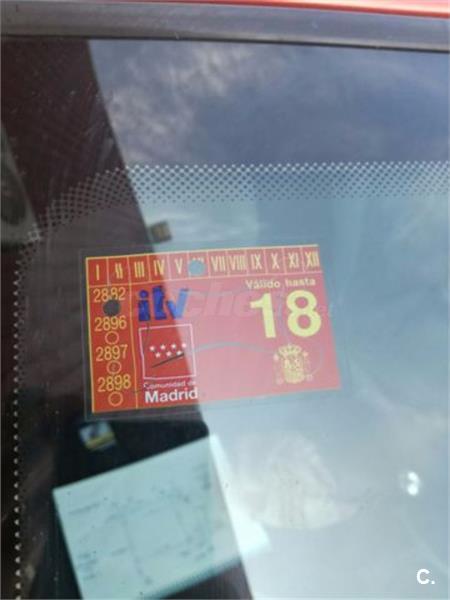 I II III IV V VII VIII IX X XI XII
2882
itv
Válido hasta
18
2896
2897
2898
Comunidad de
Madrid
C.